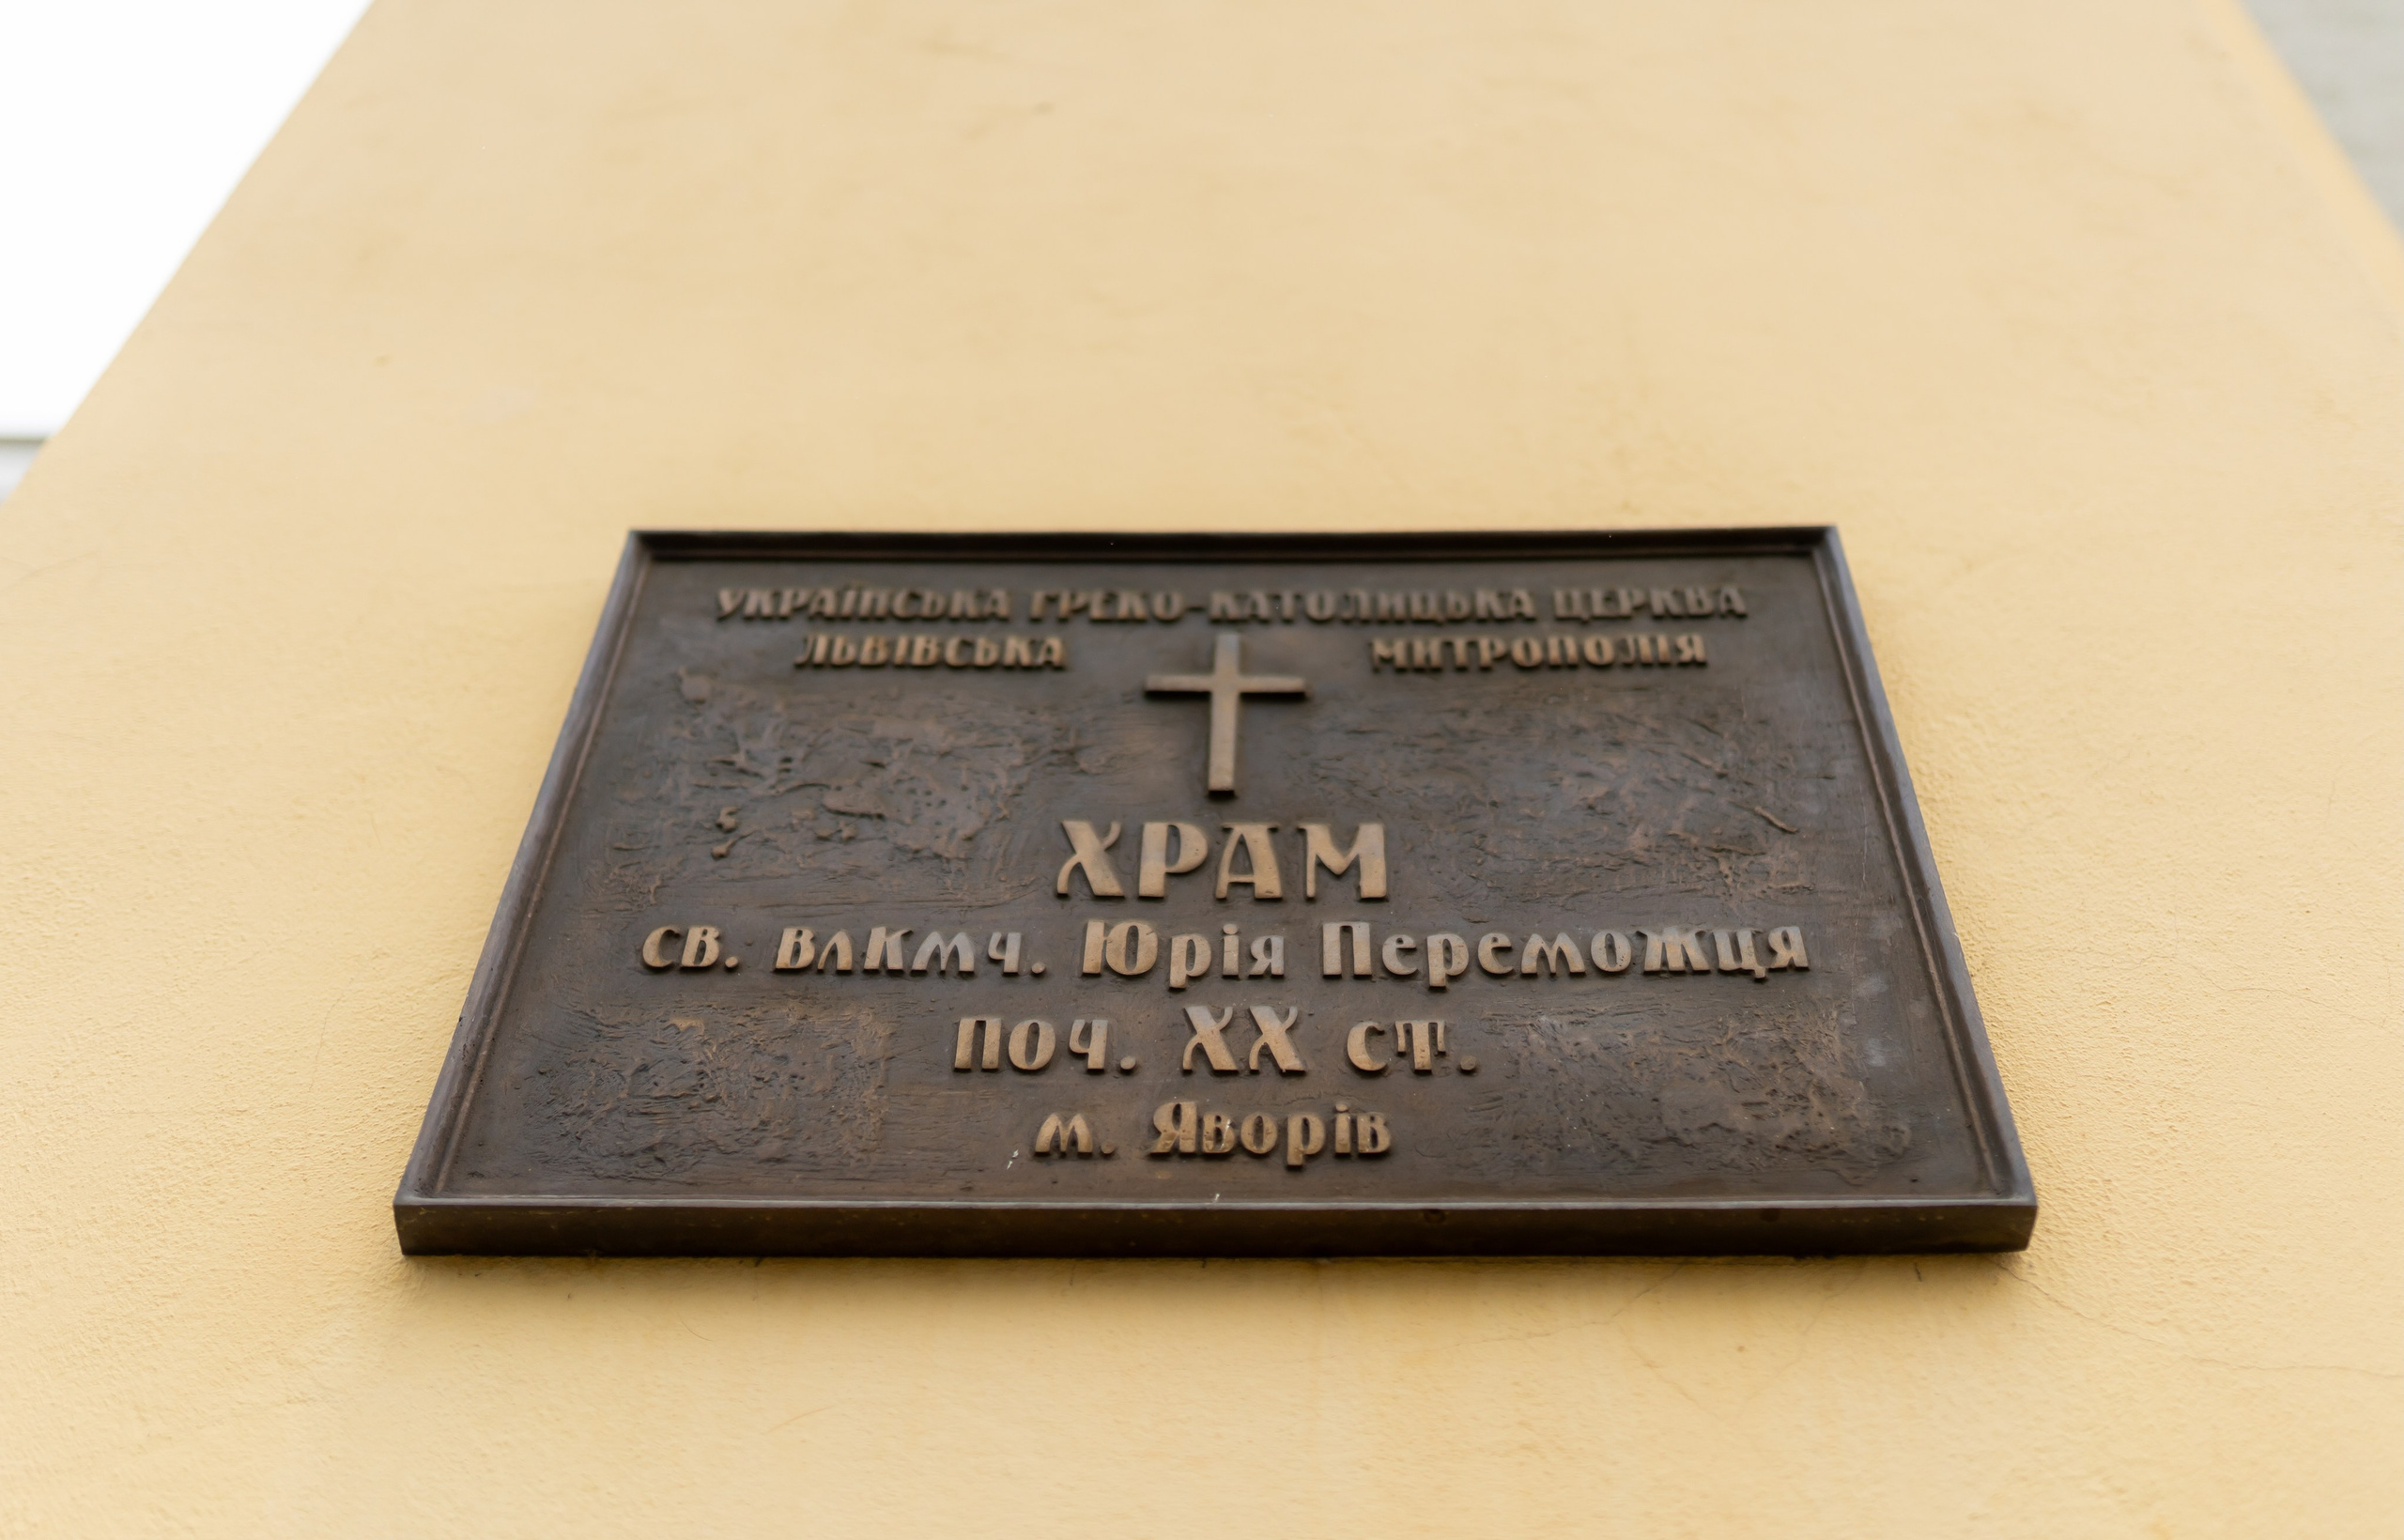 УКРАЇНСЬКА ГРЕКО-КАТОЛИЦЬКА ЦЕРКВА
ЛЬВІВСЬКА МИТРОПОЛІЯ
ХРАМ
св. влкмч. Юрія Переможця
поч. XX ст.
м. Яворів